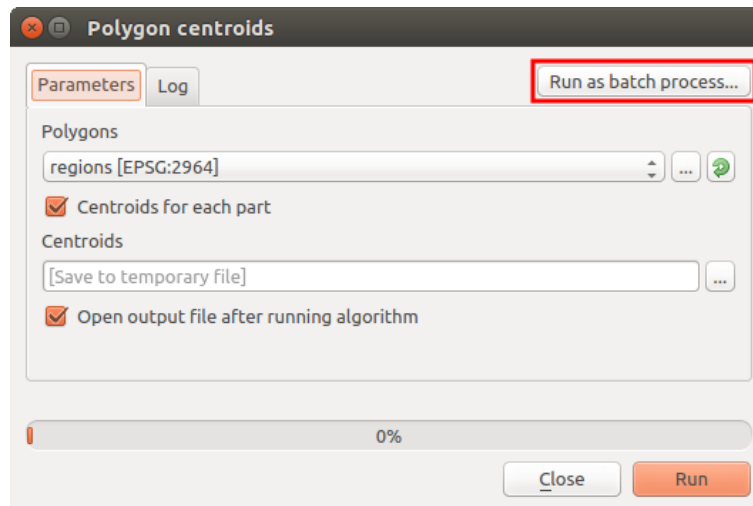 Polygon centroids
Parameters Log Run as batch process...
Polygons
regions [EPSG:2964] ...
Centroids for each part
Centroids
[Save to temporary file] ...
Open output file after running algorithm
0%
Close Run